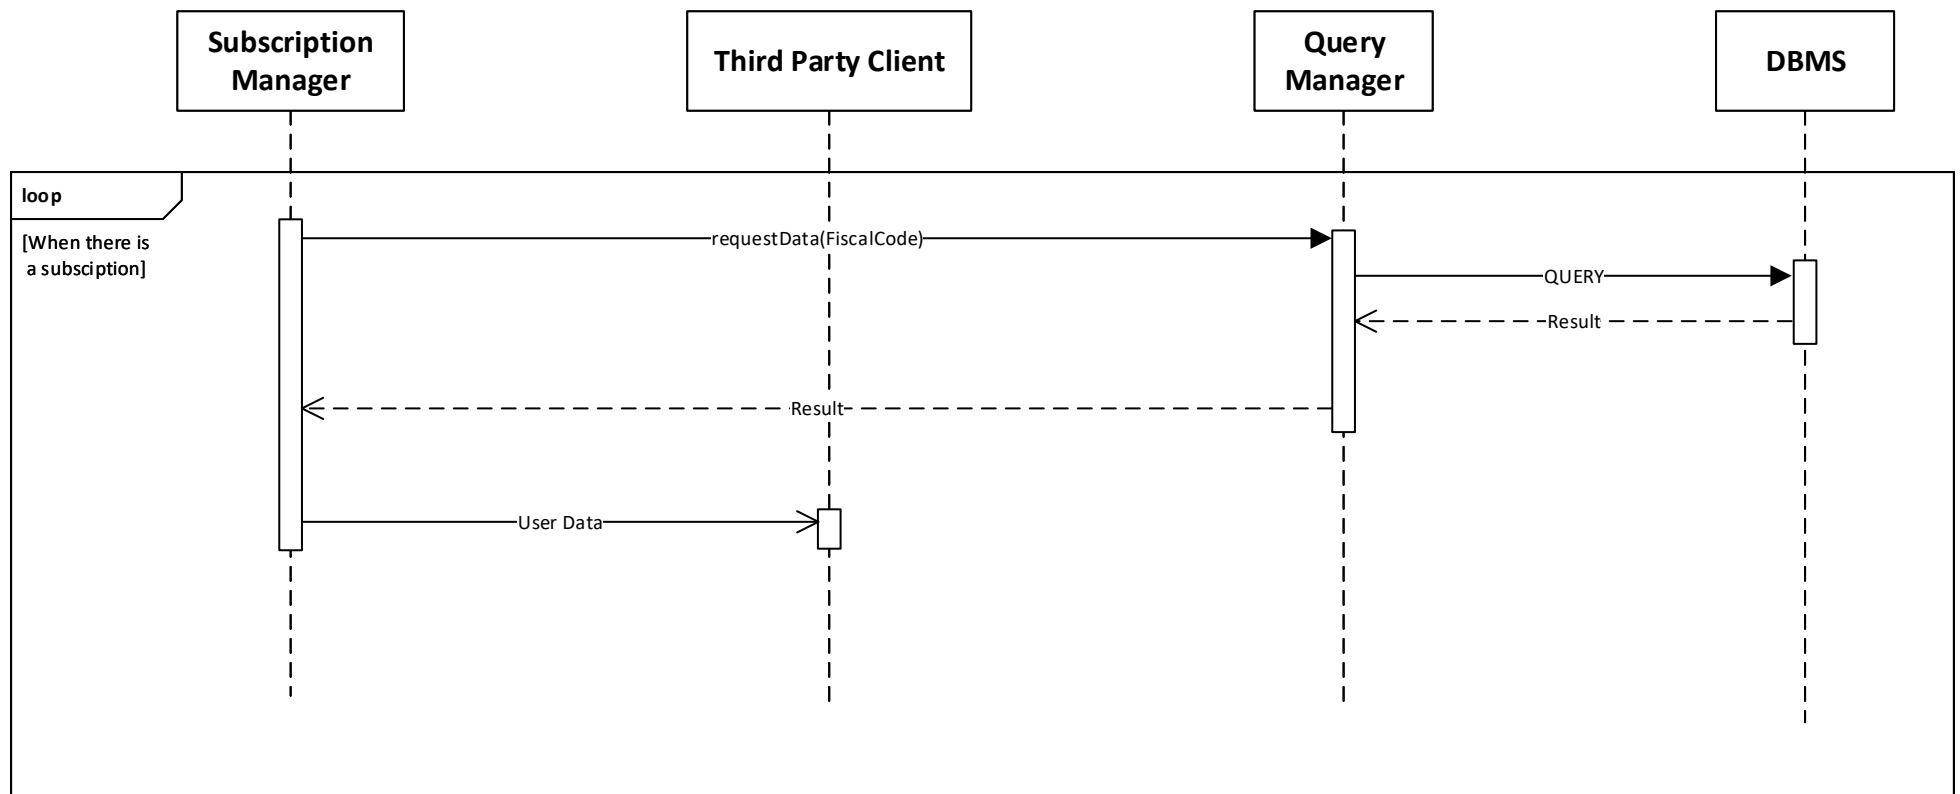 Subscription
Manager
Third Party Client
Query
Manager
DBMS
loop
[When there is
a subsciption]
requestData(FiscalCode)
QUERY
Result
Result
User Data